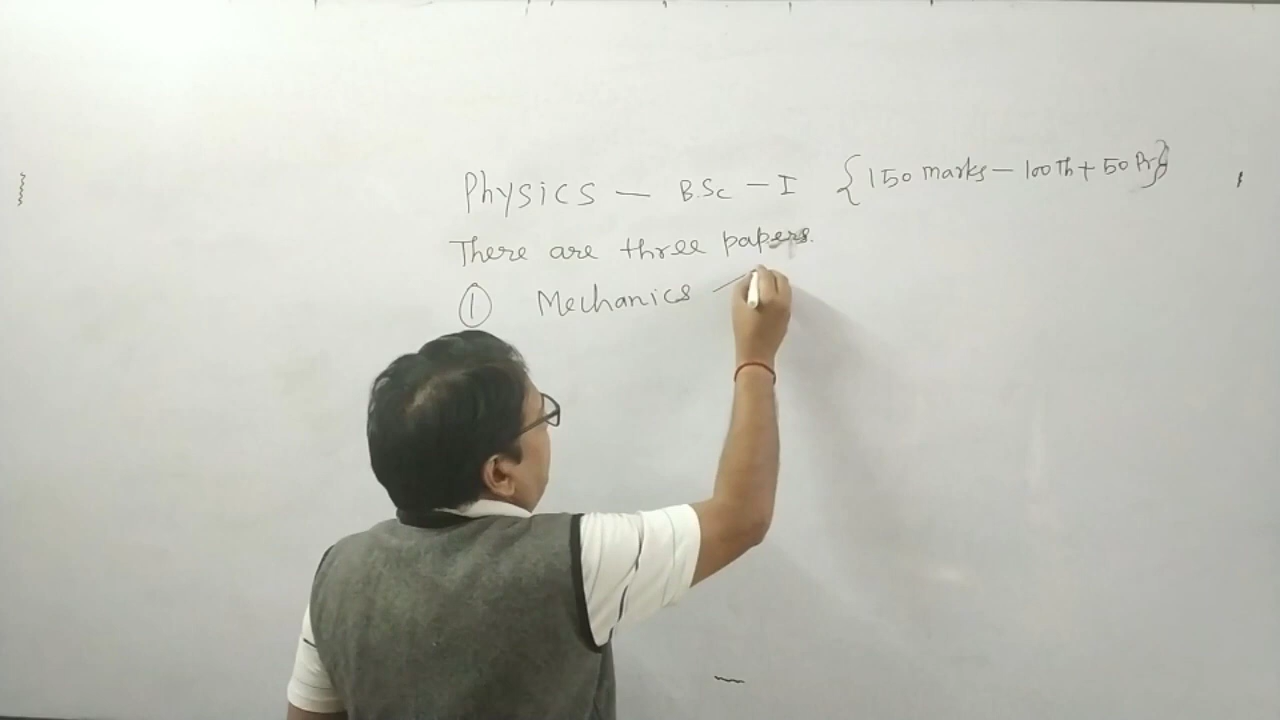 Physics — B.Sc — I {150 marks — 100 Th + 50 Pr}
There are three papers.
① Mechanics —